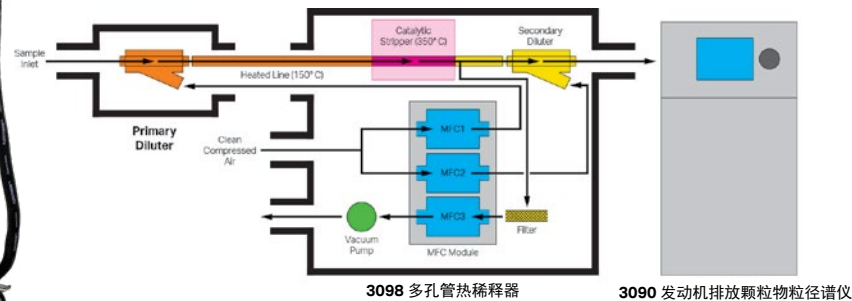 Sample
Inlet
Primary
Diluter
Heated Line (150° C)
Catalytic
Stripper (350° C)
Secondary
Diluter
Clean
Compressed
Air
MFC1
MFC2
MFC3
MFC Module
Vacuum
Pump
Filter
3098 多孔管热稀释器
3090 发动机排放颗粒物粒径谱仪